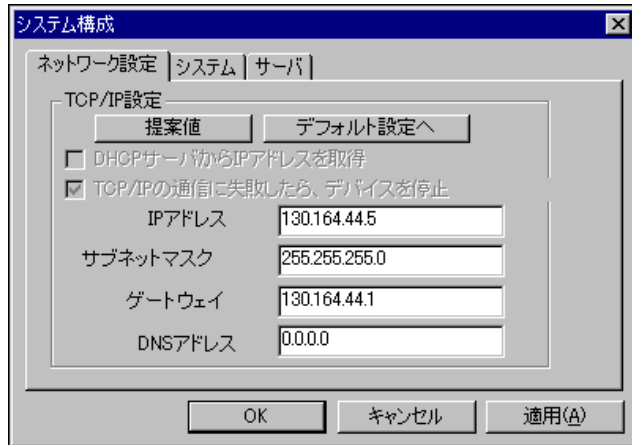 システム構成
ネットワーク設定 システム サーバ
TCP/IP設定
提案値 デフォルト設定へ
DHCPサーバからIPアドレスを取得
TCP/IPの通信に失敗したら、デバイスを停止
IPアドレス 130.164.44.5
サブネットマスク 255.255.255.0
ゲートウェイ 130.164.44.1
DNSアドレス 0.0.0.0
OK キャンセル 適用(A)